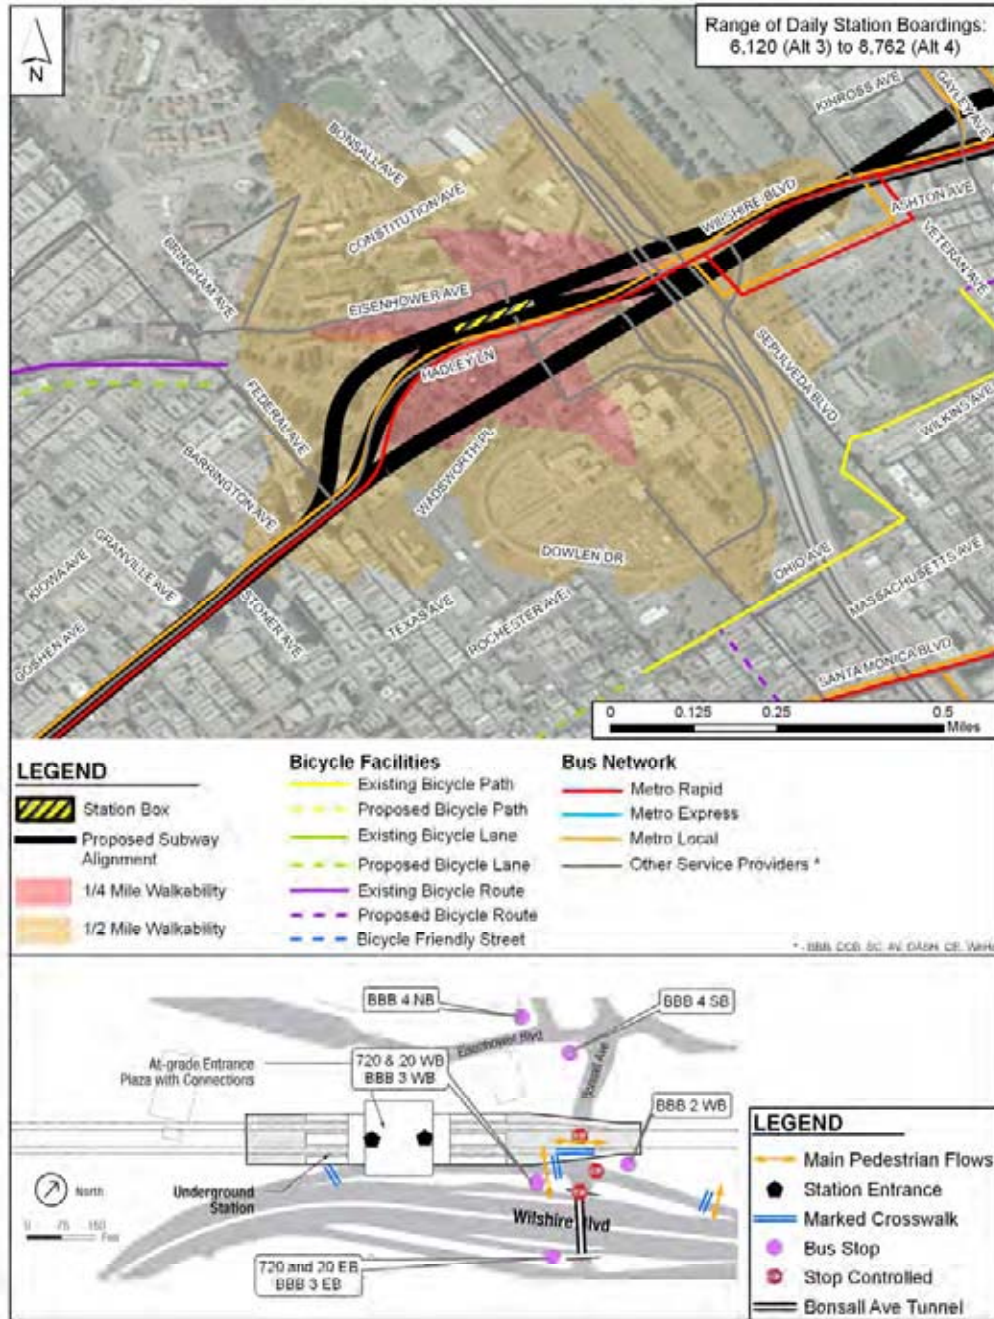 N
Range of Daily Station Boardings:
6,120 (Alt 3) to 8,762 (Alt 4)
KINROSS AVE
GAYLEY AVE
BONSALL AVE
CONSTITUTION AVE
WILSHIRE BLVD
ASHTON AVE
VETERAN AVE
BRINGHAM AVE
EISENHOWER AVE
HADLEY LN
SEPULVEDA BLVD
WILKINS AVE
FEDERAL AVE
BARRINGTON AVE
WADSWORTH PL
GRANVILLE AVE
KIOWA AVE
DOWLEN DR
OHIO AVE
MASSACHUSETTS AVE
STONER AVE
TEXAS AVE
ROCHESTER AVE
GOSHEN AVE
SANTA MONICA BLVD
0 0.125 0.25 0.5
Miles
LEGEND
Station Box
Proposed Subway
Alignment
1/4 Mile Walkability
1/2 Mile Walkability
Bicycle Facilities
Existing Bicycle Path
Proposed Bicycle Path
Existing Bicycle Lane
Proposed Bicycle Lane
Existing Bicycle Route
Proposed Bicycle Route
Bicycle Friendly Street
Bus Network
Metro Rapid
Metro Express
Metro Local
Other Service Providers *
BBB 4 NB
BBB 4 SB
Eisenhower Blvd
Bonsall Ave
At-grade Entrance
Plaza with Connections
720 & 20 WB
BBB 3 WB
BBB 2 WB
North
0 75 150
Feet
Underground
Station
Wilshire Blvd
720 and 20 EB
BBB 3 EB
LEGEND
Main Pedestrian Flows
Station Entrance
Marked Crosswalk
Bus Stop
Stop Controlled
Bonsall Ave Tunnel